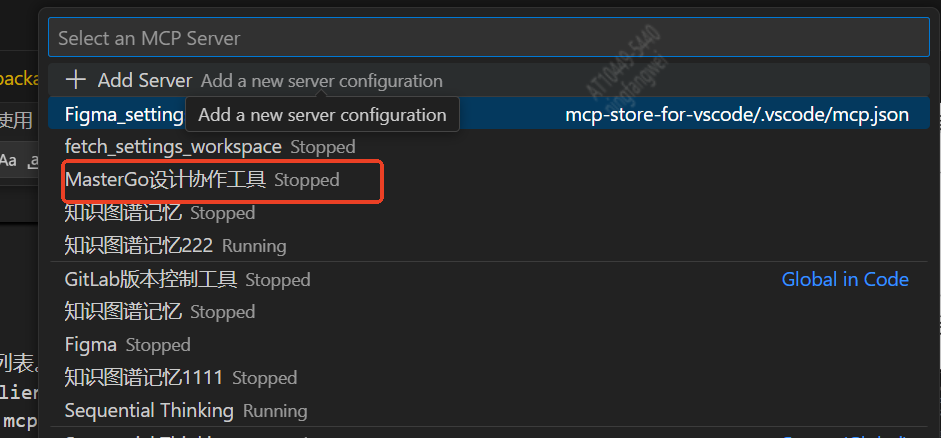 Select an MCP Server
+ Add Server Add a new server configuration
packa
Figma_setting
Add a new server configuration
mcp-store-for-vscode/.vscode/mcp.json
使用
fetch_settings_workspace Stopped
Aa
MasterGo设计协作工具 Stopped
知识图谱记忆 Stopped
知识图谱记忆222 Running
GitLab版本控制工具 Stopped Global in Code
知识图谱记忆 Stopped
Figma Stopped
列表。
知识图谱记忆1111 Stopped
lien
Sequential Thinking Running
mcp